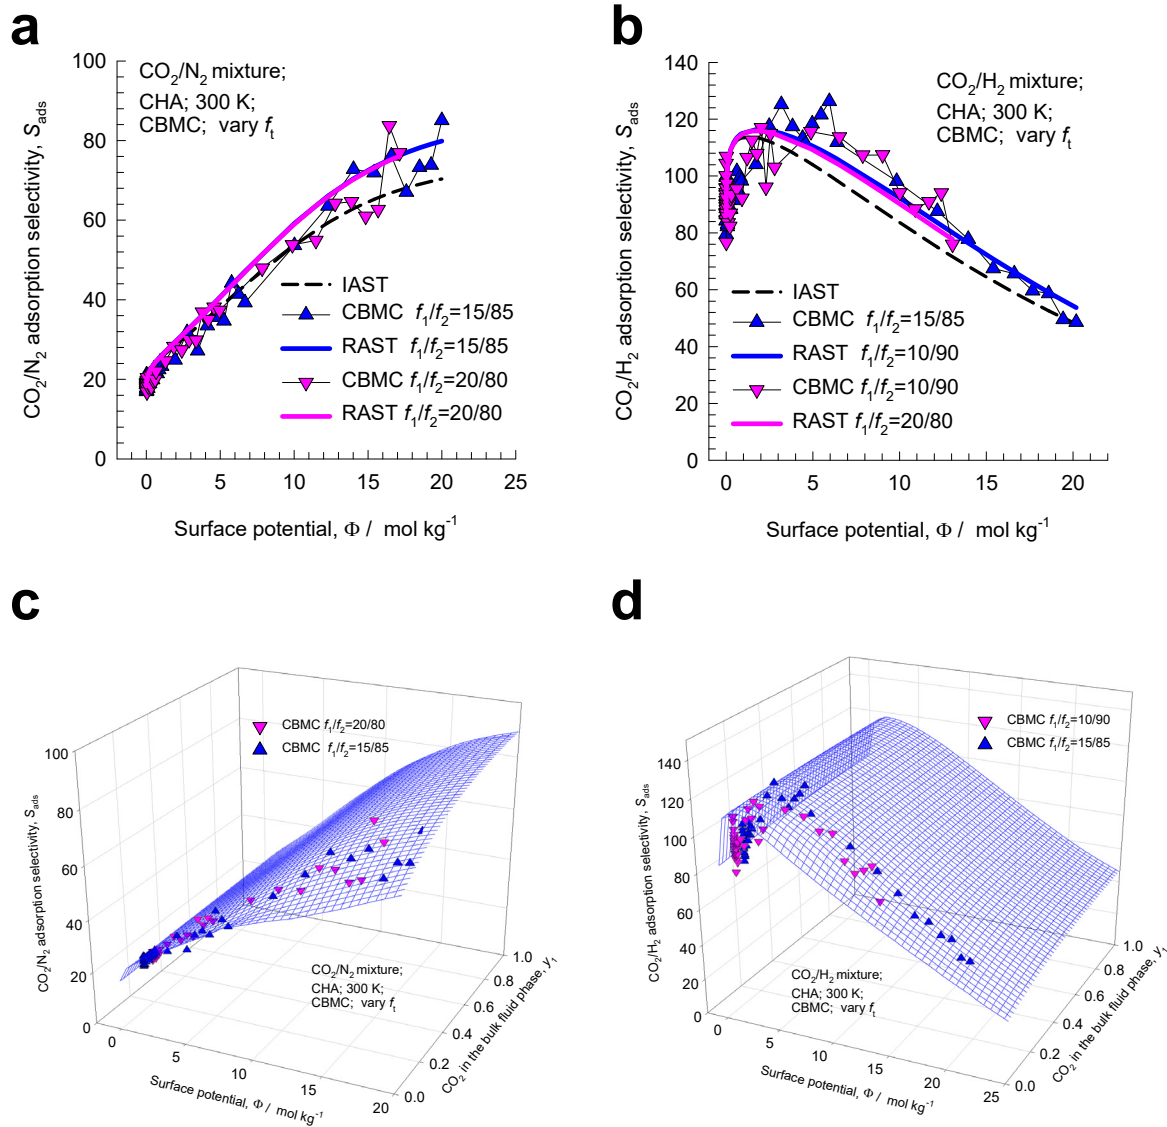 a
CO2/N2 adsorption selectivity, Sads
100
80
60
40
20
0
CO2/N2 mixture;
CHA; 300 K;
CBMC; vary ft
IAST
CBMC f1/f2=15/85
RAST f1/f2=15/85
CBMC f1/f2=20/80
RAST f1/f2=20/80
0 5 10 15 20 25
Surface potential, Φ / mol kg-1
b
CO2/H2 adsorption selectivity, Sads
140
120
100
80
60
40
20
0
CO2/H2 mixture;
CHA; 300 K;
CBMC; vary ft
IAST
CBMC f1/f2=15/85
RAST f1/f2=10/90
CBMC f1/f2=10/90
RAST f1/f2=20/80
0 5 10 15 20
Surface potential, Φ / mol kg-1
c
CBMC f1/f2=20/80
CBMC f1/f2=15/85
CO2/N2 adsorption selectivity, Sads
100
80
60
40
20
0
CO2/N2 mixture;
CHA; 300 K;
CBMC; vary ft
0 5 10 15 20
Surface potential, Φ / mol kg-1
0.0 0.2 0.4 0.6 0.8 1.0
CO2 in the bulk fluid phase, y1
d
CBMC f1/f2=10/90
CBMC f1/f2=15/85
CO2/H2 adsorption selectivity, Sads
140
120
100
80
60
40
20
0
CO2/H2 mixture;
CHA; 300 K;
CBMC; vary ft
0 5 10 15 20 25
Surface potential, Φ / mol kg-1
0.0 0.2 0.4 0.6 0.8 1.0
CO2 in the bulk fluid phase, y1